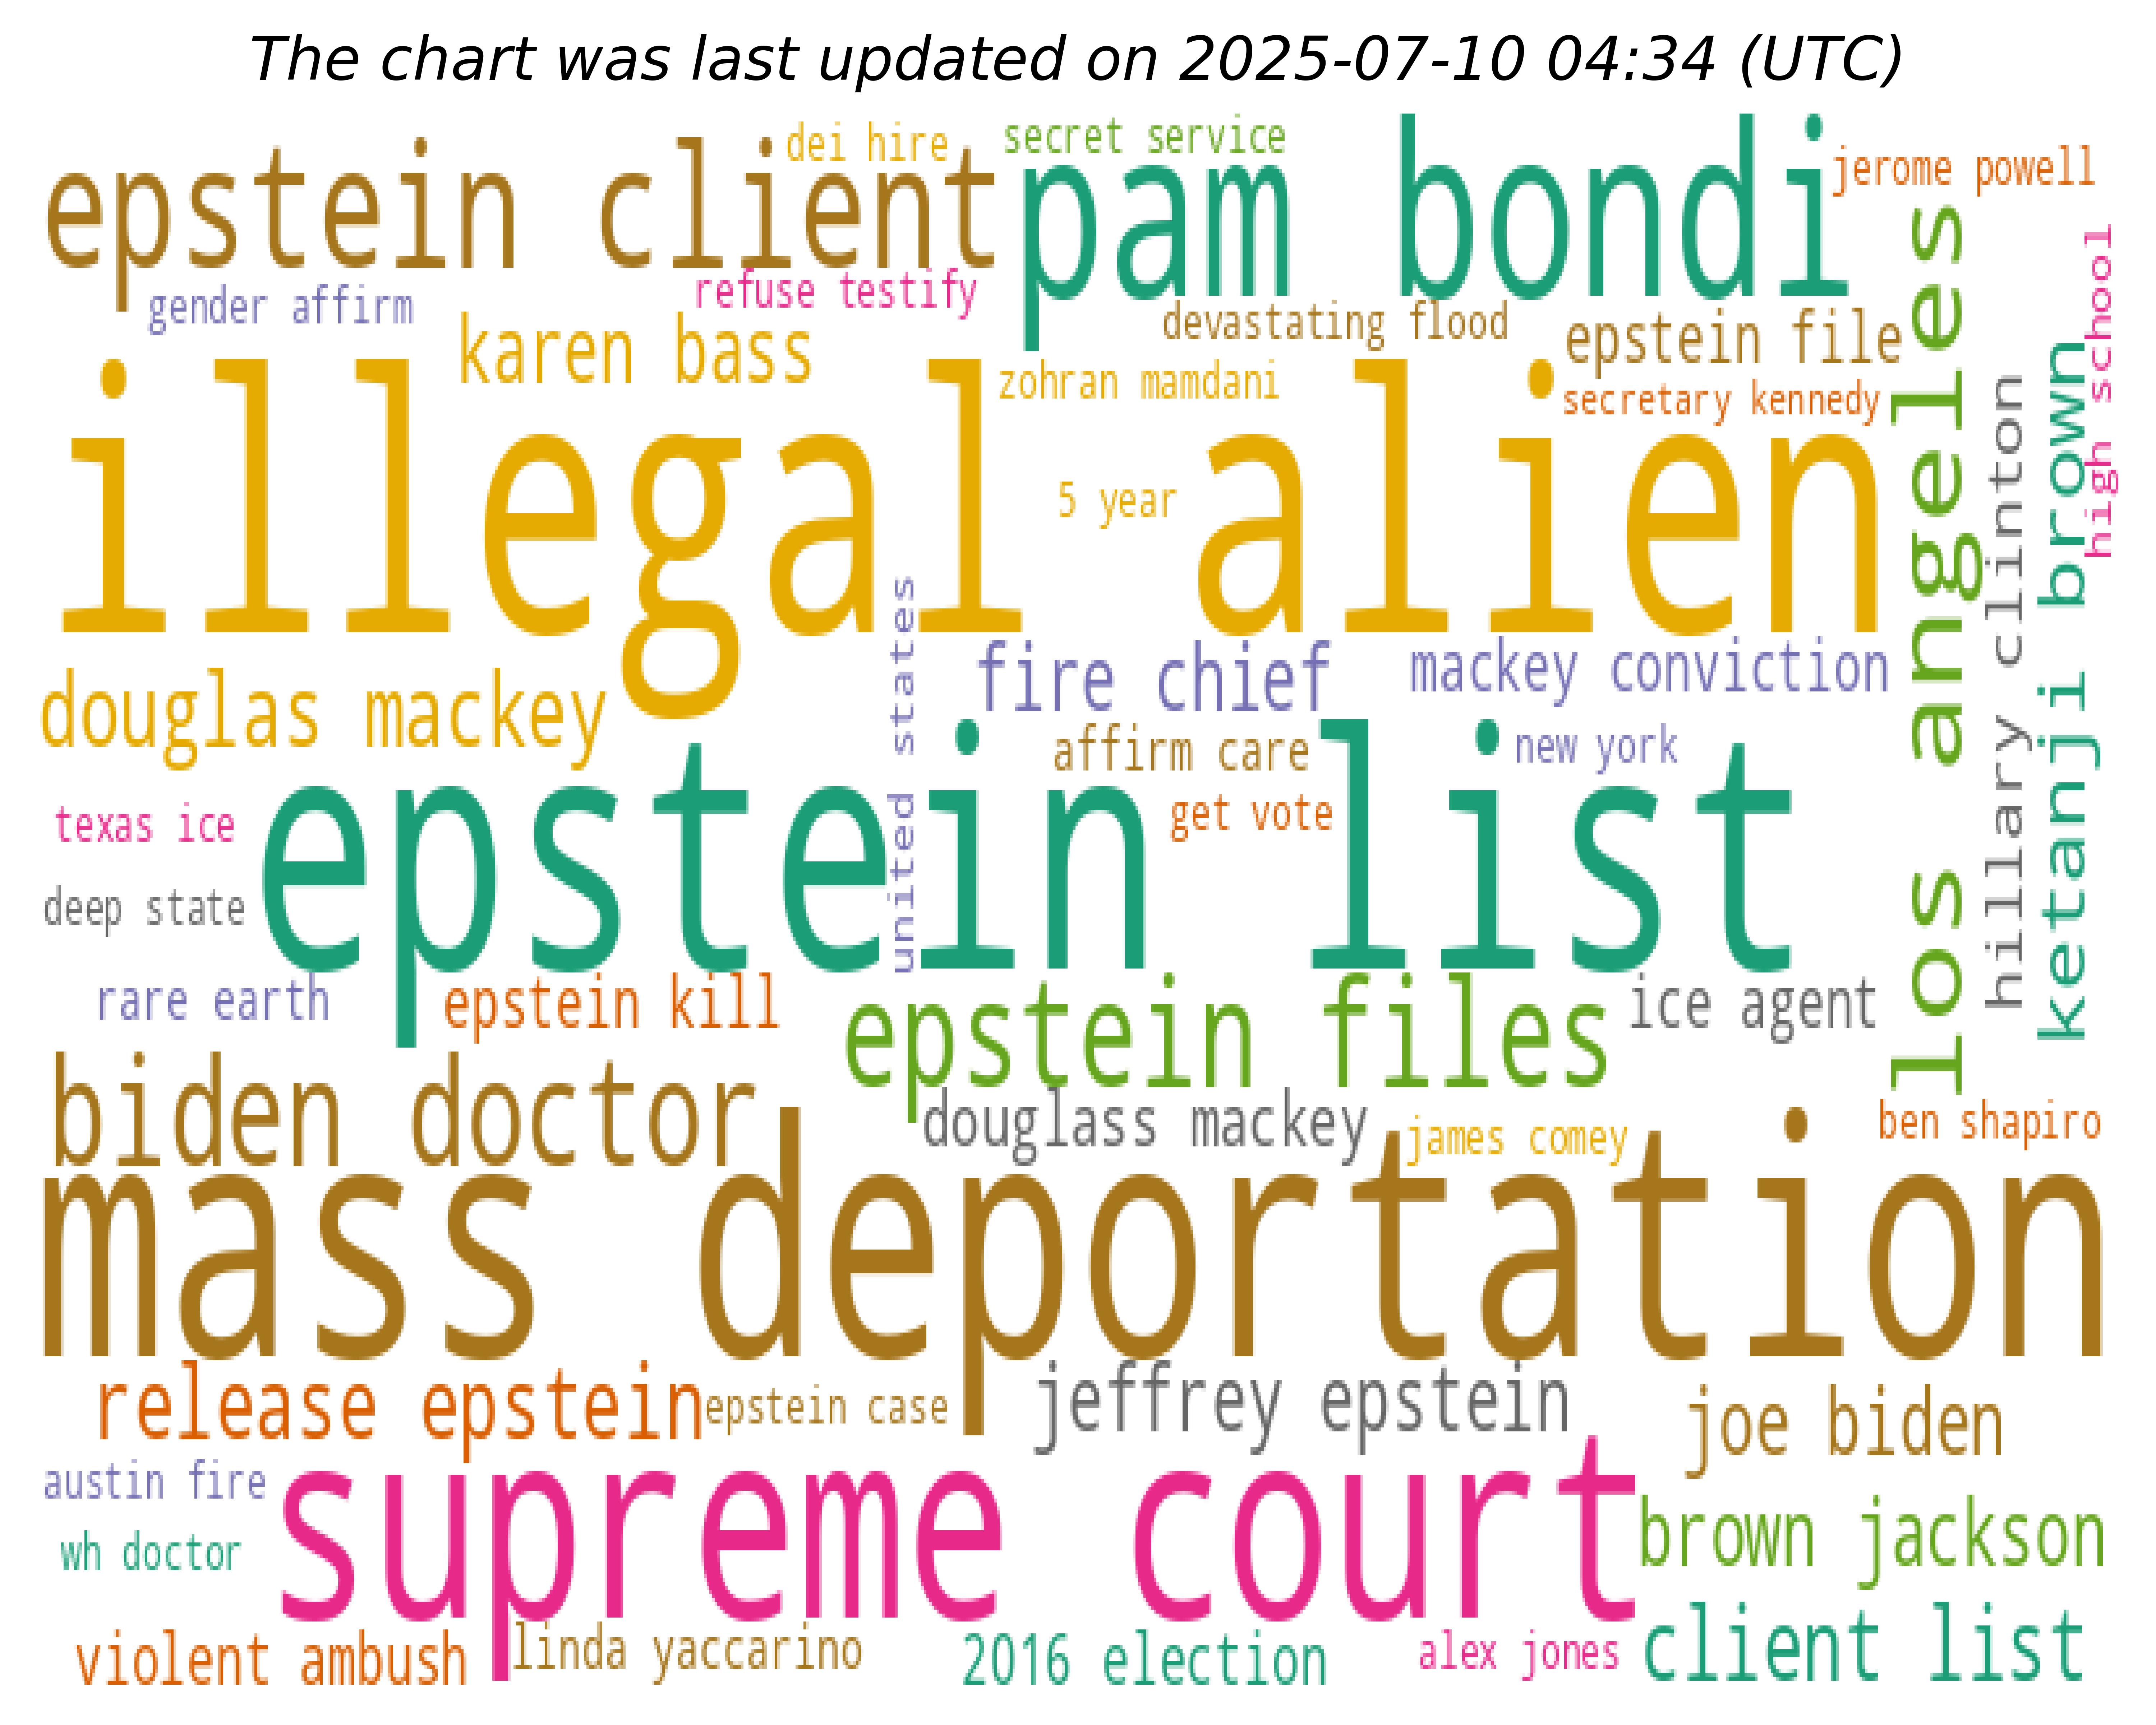 The chart was last updated on 2025-07-10 04:34 (UTC)
dei hire
secret service
epstein client
pam bondi
jerome powell
gender affirm
refuse testify
devastating flood
epstein file
karen bass
zohran mamdani
secretary kennedy
illegal alien
5 year
los angeles
hillary clinton
ketanji brown
high school
united states
fire chief
mackey conviction
douglas mackey
affirm care
new york
texas ice
get vote
epstein list
deep state
rare earth
epstein kill
epstein files
ice agent
biden doctor
douglass mackey
james comey
ben shapiro
mass deportation
release epstein
epstein case
jeffrey epstein
joe biden
austin fire
supreme court
brown jackson
wh doctor
violent ambush
linda yaccarino
2016 election
alex jones
client list